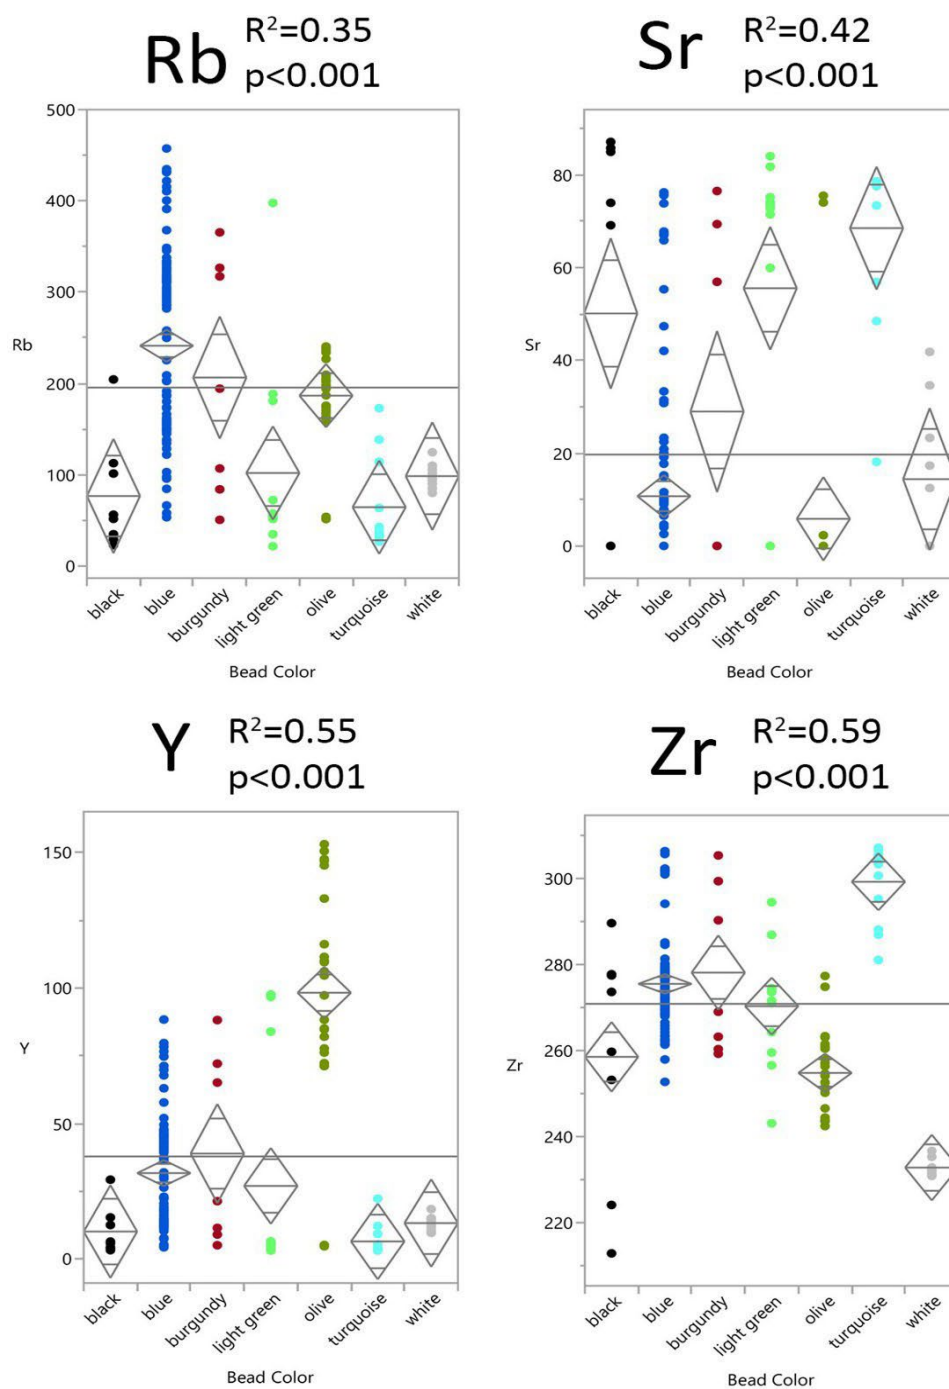 Rb R²=0.35
p<0.001
500
400
300
Rb
200
100
0
black blue burgundy light green olive turquoise white
Bead Color
Sr R²=0.42
p<0.001
80
60
Sr
40
20
0
black blue burgundy light green olive turquoise white
Bead Color
Y R²=0.55
p<0.001
150
100
Y
50
0
black blue burgundy light green olive turquoise white
Bead Color
Zr R²=0.59
p<0.001
300
280
260
Zr
240
220
black blue burgundy light green olive turquoise white
Bead Color